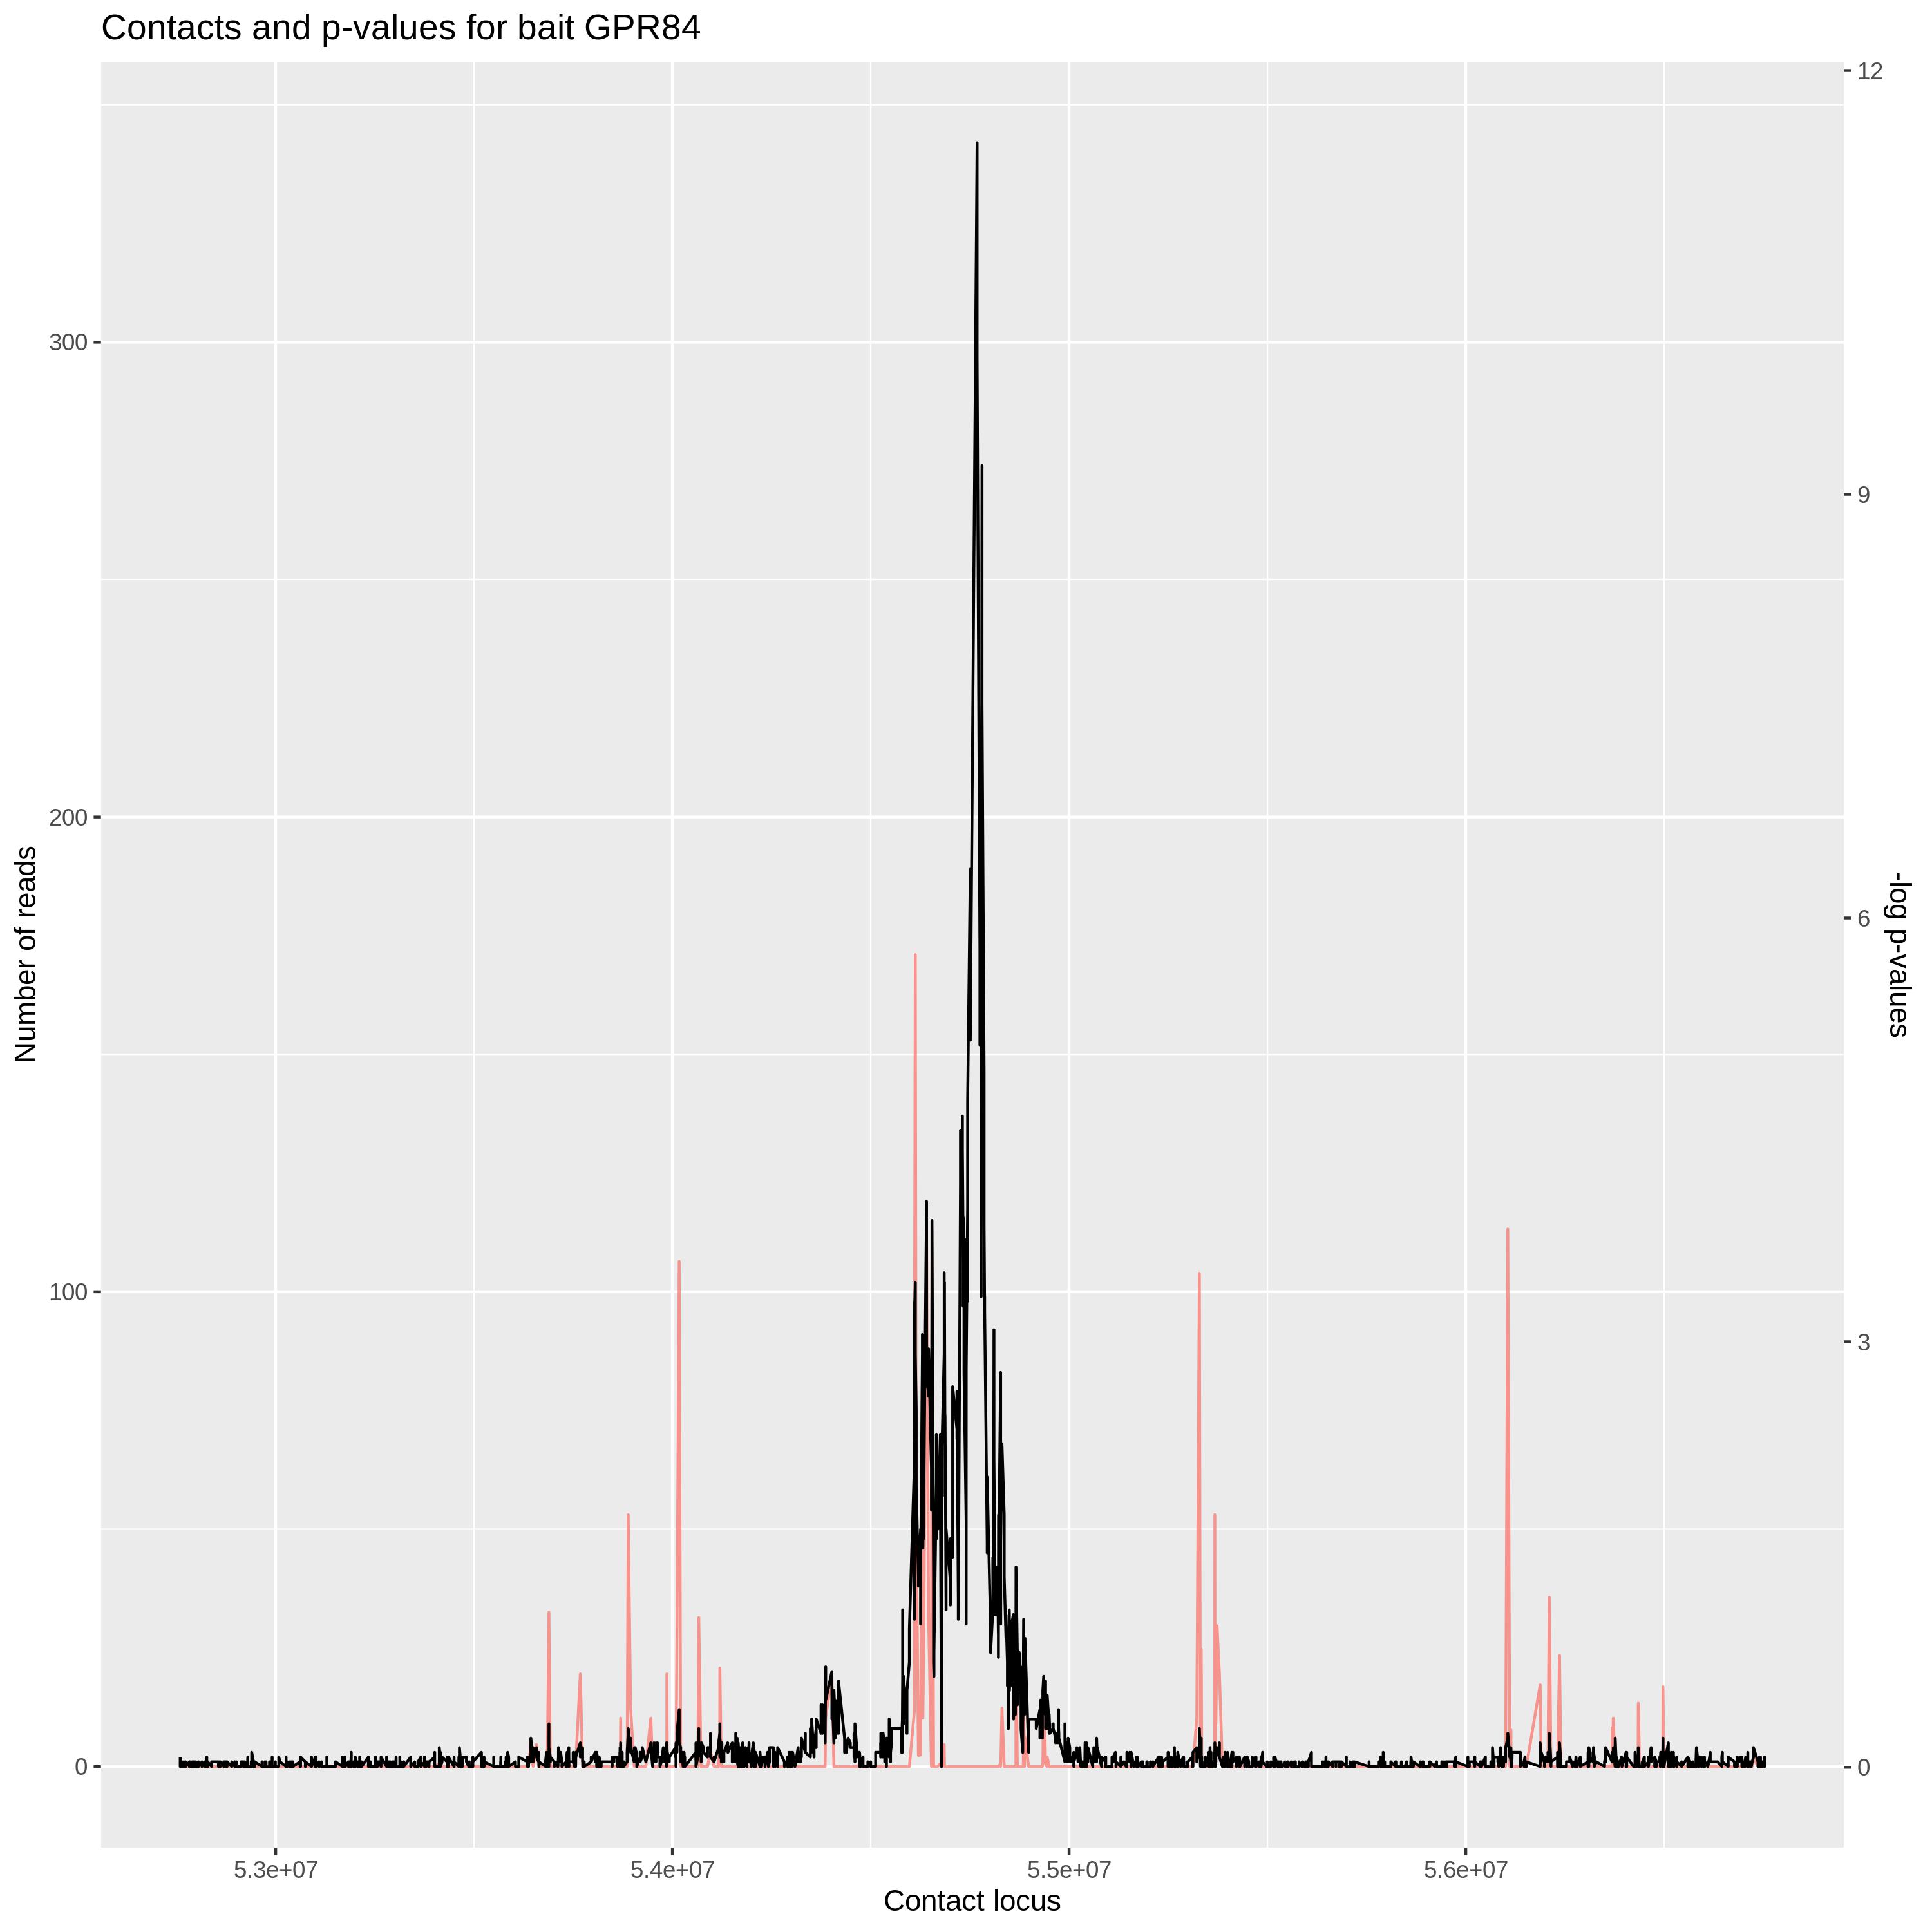 Contacts and p-values for bait GPR84
12
300
9
200
Number of reads
6
-log p-values
100
3
0
0
5.3e+07
5.4e+07
5.5e+07
5.6e+07
Contact locus